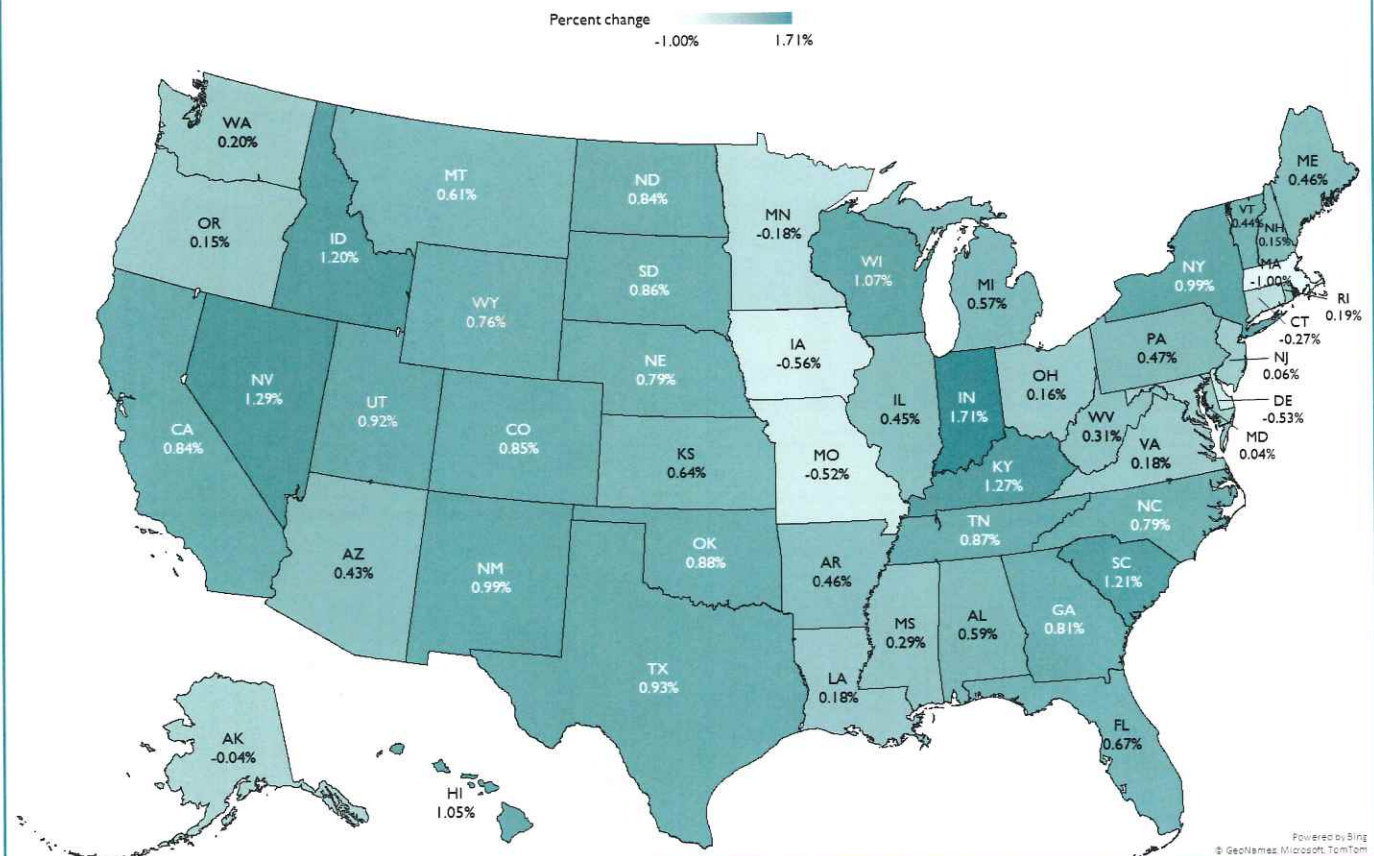 Percent change
-1.00% 1.71%
WA
0.20%
OR
0.15%
CA
0.84%
ID
1.20%
NV
1.29%
MT
0.61%
WY
0.76%
UT
0.92%
CO
0.85%
AZ
0.43%
NM
0.99%
ND
0.84%
SD
0.86%
NE
0.79%
KS
0.64%
OK
0.88%
TX
0.93%
MN
-0.18%
IA
-0.56%
MO
-0.52%
AR
0.46%
LA
0.18%
WI
1.07%
IL
0.45%
MI
0.57%
IN
1.71%
OH
0.16%
KY
1.27%
TN
0.87%
MS
0.29%
AL
0.59%
GA
0.81%
FL
0.67%
SC
1.21%
NC
0.79%
VA
0.18%
WV
0.31%
PA
0.47%
NY
0.99%
VT
0.44%
NH
0.15%
ME
0.46%
MA
-1.00%
RI
0.19%
CT
-0.27%
NJ
0.06%
DE
-0.53%
MD
0.04%
AK
-0.04%
HI
1.05%
Powered by Bing
© GeoNames, Microsoft, TomTom